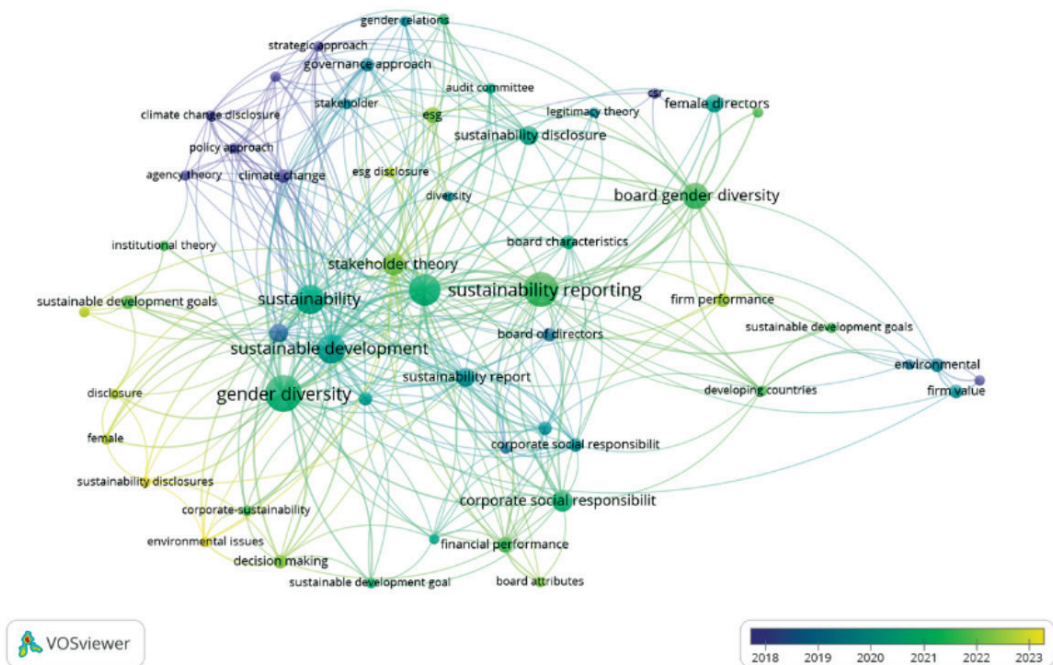 gender relations
strategic approach
governance approach
audit committee
stakeholder
climate change disclosure
esg
legitimacy theory
csr
female directors
sustainability disclosure
policy approach
agency theory
climate change
esg disclosure
diversity
board gender diversity
institutional theory
board characteristics
stakeholder theory
sustainability
sustainability reporting
sustainable development goals
firm performance
sustainable development goals
board of directors
sustainable development
sustainability report
environmental
gender diversity
developing countries
firm value
disclosure
female
corporate social responsibilit
sustainability disclosures
corporate social responsibilit
corporate-sustainability
environmental issues
financial performance
decision making
sustainable development goal
board attributes
VOSviewer
2018 2019 2020 2021 2022 2023